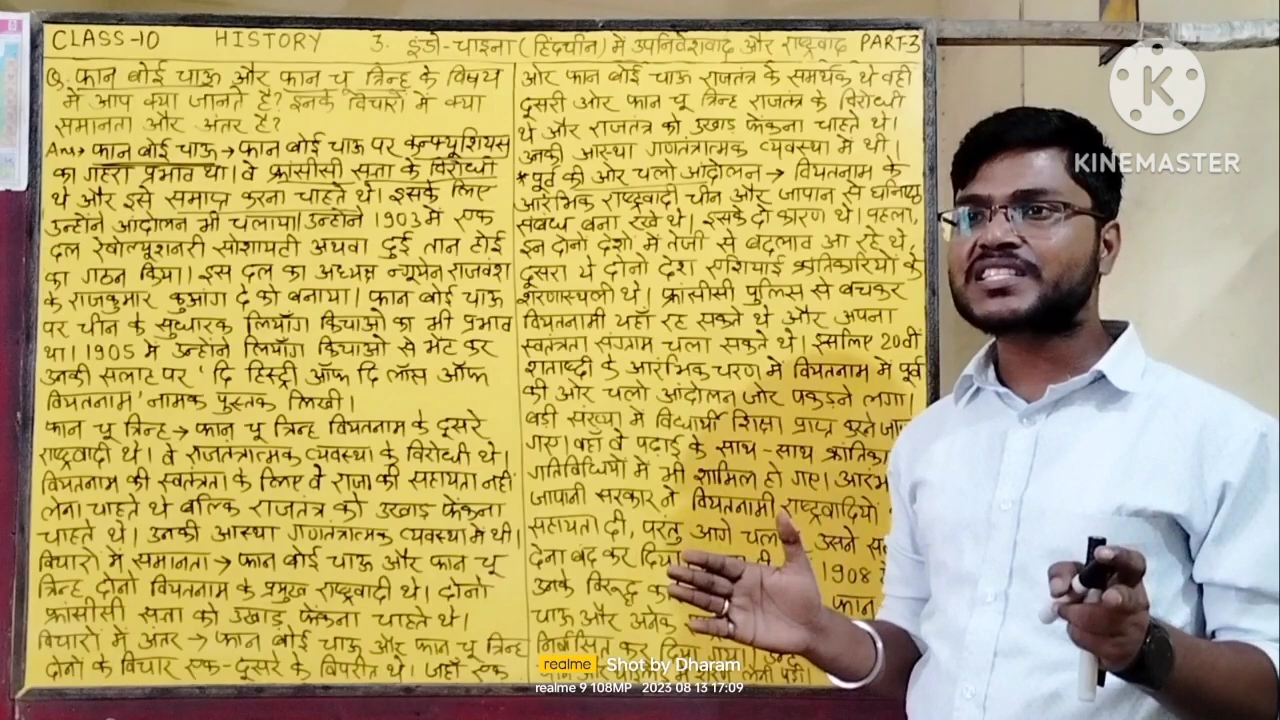 CLASS-10 HISTORY 3. इंडो-चाइना (हिंदचीन) में उपनिवेशवाद और राष्ट्रवाद PART-3
Q. फान बोई चाऊ और फान चू त्रिन्ह के विषय
में आप क्या जानते हैं? इनके विचारों में क्या
समानता और अंतर है?
Ans→ फान बोई चाऊ → फान बोई चाऊ पर कन्फ्यूशियस
का गहरा प्रभाव था। वे फ्रांसीसी सत्ता के विरोधी
थे और इसे समाप्त करना चाहते थे। इसके लिए
उन्होंने आंदोलन भी चलाया। उन्होंने 1903 में एक
दल रेवोल्यूशनरी सोशायटी अथवा दुई तान होई
का गठन किया। इस दल का अध्यक्ष न्यूयेन राजवंश
के राजकुमार कुआंग दे को बनाया। फान बोई चाऊ
पर चीन के सुधारक लियाँग किचाओ का भी प्रभाव
था। 1905 में उन्होंने लियाँग किचाओ से भेंट कर
उनकी सलाह पर 'दि हिस्ट्री ऑफ दि लॉस ऑफ
वियतनाम' नामक पुस्तक लिखी।
फान चू त्रिन्ह → फान चू त्रिन्ह वियतनाम के दूसरे
राष्ट्रवादी थे। वे राजतंत्रात्मक व्यवस्था के विरोधी थे।
वियतनाम की स्वतंत्रता के लिए वे राजा की सहायता नहीं
लेना चाहते थे बल्कि राजतंत्र को उखाड़ फेंकना
चाहते थे। उनकी आस्था गणतंत्रात्मक व्यवस्था में थी।
विचारों में समानता → फान बोई चाऊ और फान चू
त्रिन्ह दोनों वियतनाम के प्रमुख राष्ट्रवादी थे। दोनों
फ्रांसीसी सत्ता को उखाड़ फेंकना चाहते थे।
विचारों में अंतर → फान बोई चाऊ और फान चू त्रिन्ह
दोनों के विचार एक-दूसरे के विपरीत थे। जहाँ एक
ओर फान बोई चाऊ राजतंत्र के समर्थक थे वहीं
दूसरी ओर फान चू त्रिन्ह राजतंत्र के विरोधी
थे और राजतंत्र को उखाड़ फेंकना चाहते थे।
उनकी आस्था गणतंत्रात्मक व्यवस्था में थी।
*पूर्व की ओर चलो आंदोलन → वियतनाम के
आरंभिक राष्ट्रवादी चीन और जापान से घनिष्ठ
संबंध बना रखे थे। इसके दो कारण थे। पहला,
इन दोनों देशों में तेजी से बदलाव आ रहे थे,
दूसरा ये दोनों देश एशियाई क्रांतिकारियों के
शरणस्थली थे। फ्रांसीसी पुलिस से बचकर
वियतनामी यहाँ रह सकते थे और अपना
स्वतंत्रता संग्राम चला सकते थे। इसलिए 20वीं
शताब्दी के आरंभिक चरण में वियतनाम में पूर्व
की ओर चलो आंदोलन जोर पकड़ने लगा।
बड़ी संख्या में विद्यार्थी शिक्षा प्राप्त करने
गए। वहाँ वे पढ़ाई के साथ-साथ
गतिविधियों में भी शामिल हो गए।
जापानी सरकार ने वियतनामी राष्ट्रवादियों
सहायता दी, परंतु आगे उसने
देना बंद कर दिया 1908
उनके विरुद्ध फान
चाऊ और अनेक
निर्वासित कर दिया गया।
और शरण लेनी पड़ी।
K
KINEMASTER
realme Shot by Dharam
realme 9 108MP 2023 08 13 17:09